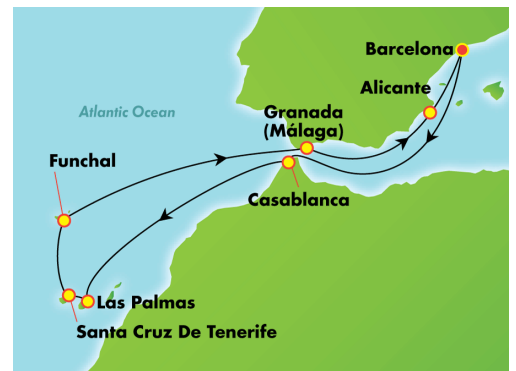 Barcelona
Alicante
Atlantic Ocean
Granada
(Málaga)
Funchal
Casablanca
Las Palmas
Santa Cruz De Tenerife